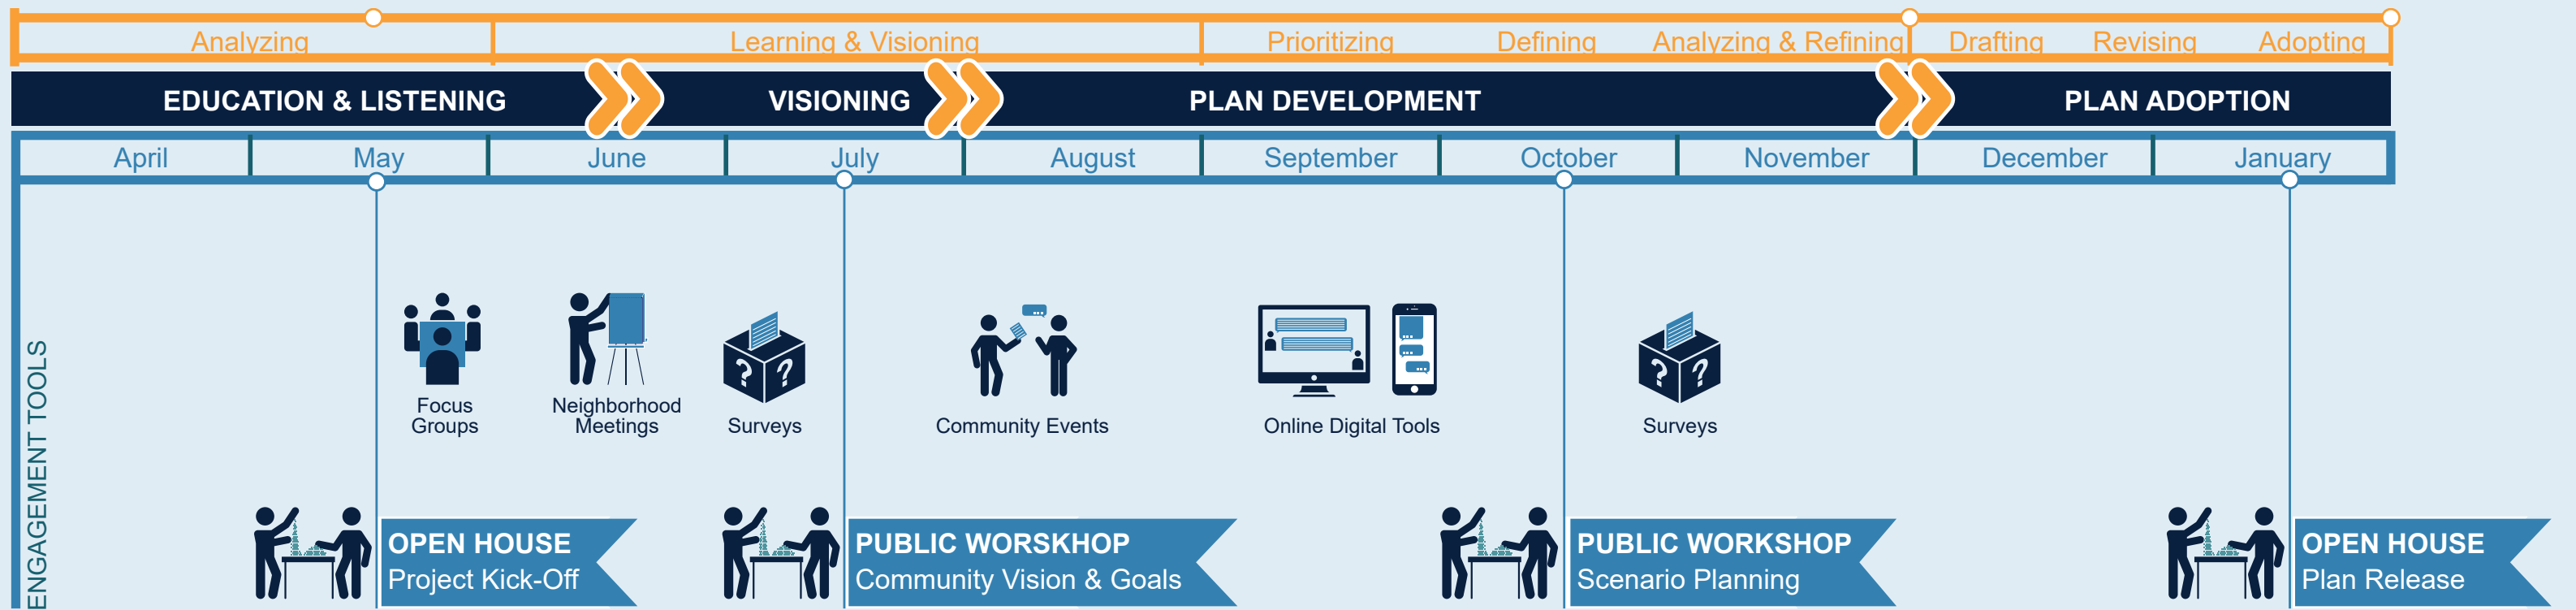 Analyzing Learning & Visioning Prioritizing Defining Analyzing & Refining Drafting Revising Adopting
EDUCATION & LISTENING VISIONING PLAN DEVELOPMENT PLAN ADOPTION
April May June July August September October November December January
ENGAGEMENT TOOLS
Focus
Groups
Neighborhood
Meetings
Surveys
Community Events
Online Digital Tools
Surveys
? ?
? ?
OPEN HOUSE
Project Kick-Off
PUBLIC WORSKHOP
Community Vision & Goals
PUBLIC WORKSHOP
Scenario Planning
OPEN HOUSE
Plan Release